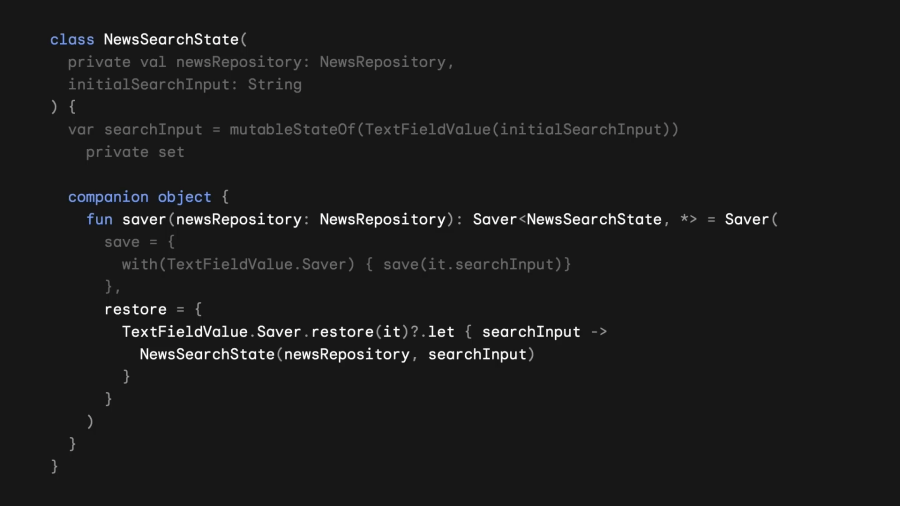 class NewsSearchState(
  private val newsRepository: NewsRepository,
  initialSearchInput: String
) {
  var searchInput = mutableStateOf(TextFieldValue(initialSearchInput))
    private set

  companion object {
    fun saver(newsRepository: NewsRepository): Saver<NewsSearchState, *> = Saver(
      save = {
        with(TextFieldValue.Saver) { save(it.searchInput)}
      },
      restore = {
        TextFieldValue.Saver.restore(it)?.let { searchInput ->
          NewsSearchState(newsRepository, searchInput)
        }
      }
    )
  }
}